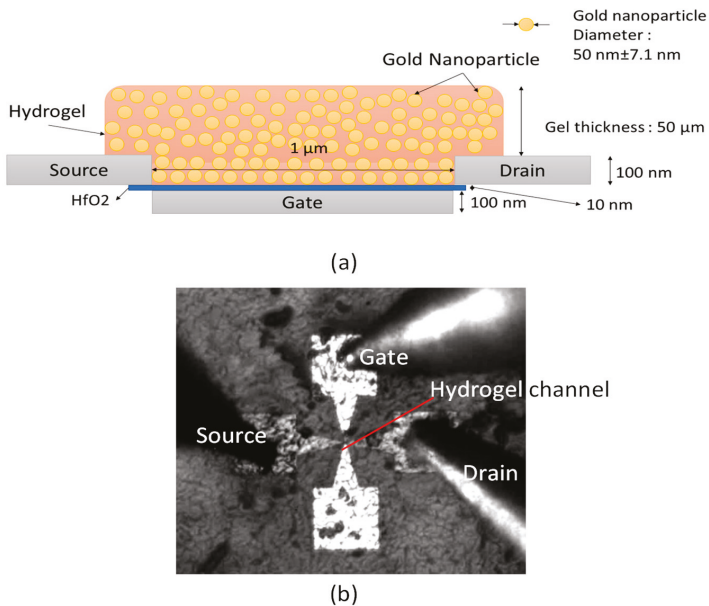 Gold nanoparticle
Diameter :
50 nm±7.1 nm
Gold Nanoparticle
Hydrogel
Gel thickness : 50 μm
1 μm
Source
Drain
100 nm
HfO2
Gate
100 nm
10 nm
(a)
Gate
Hydrogel channel
Source
Drain
(b)